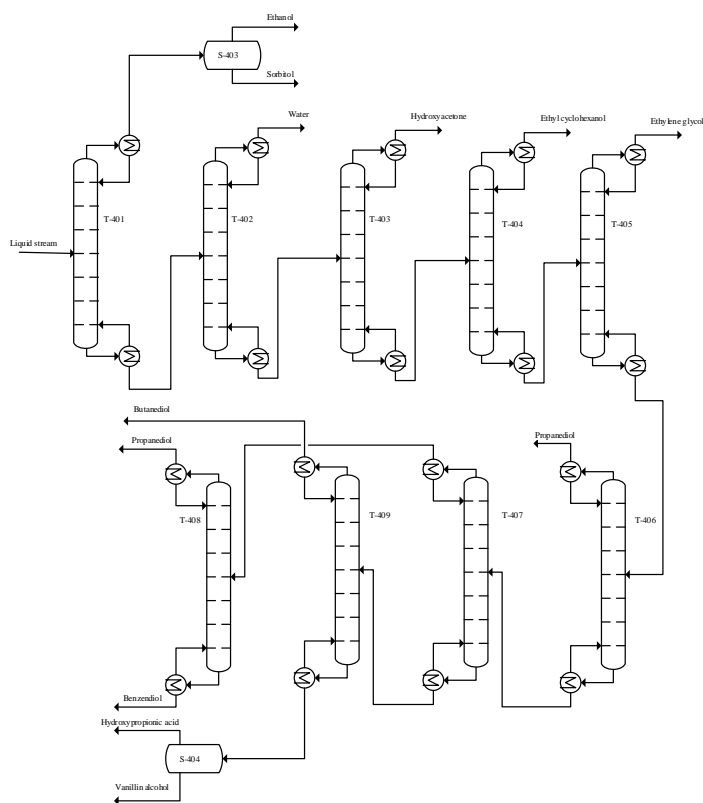 Ethanol
S-403
Sorbitol
Water
Hydroxyacetone
Ethyl cyclohexanol
Ethylene glycol
T-401
T-402
T-403
T-404
T-405
Liquid stream
Butanediol
Propanediol
Propanediol
T-408
T-409
T-407
T-406
Benzendiol
Hydroxypropionic acid
S-404
Vanillin alcohol